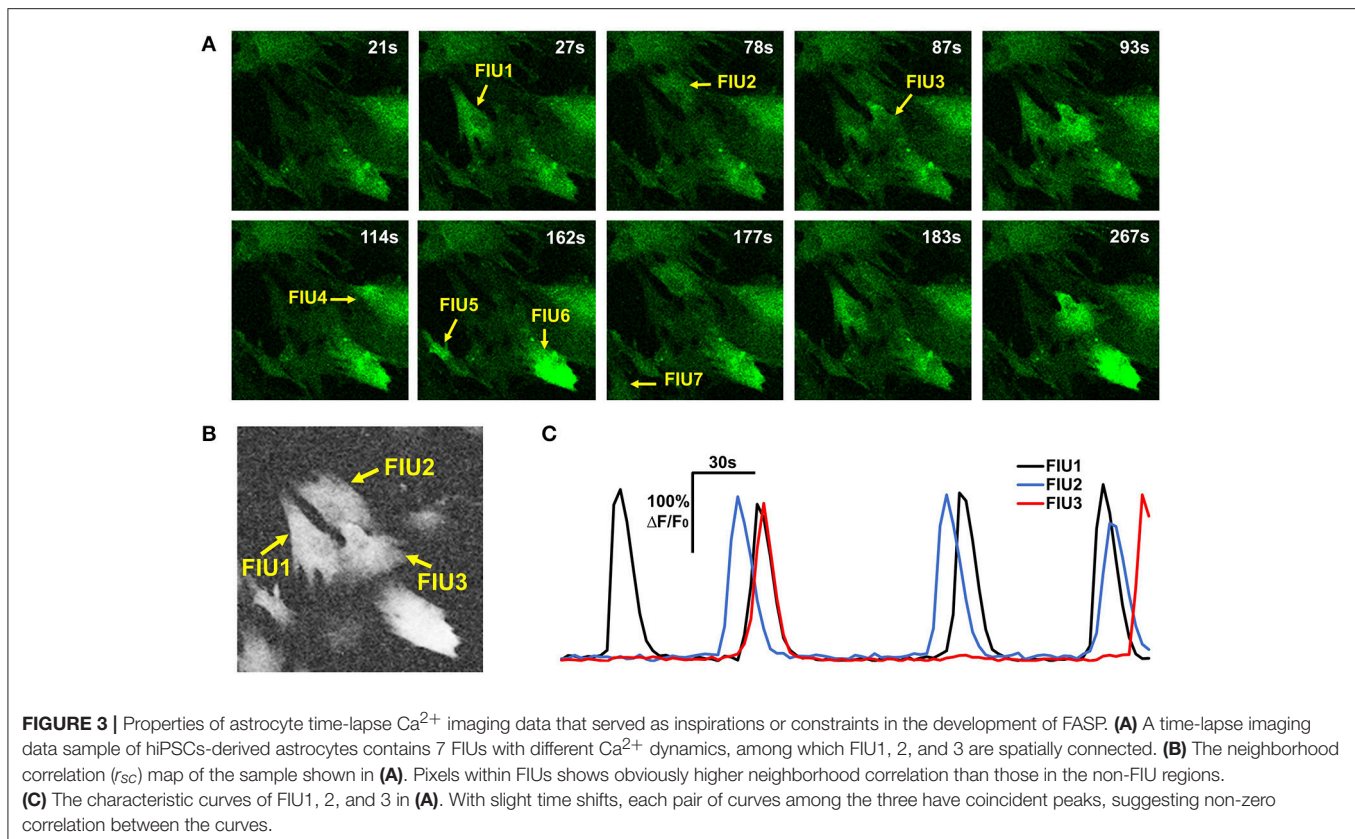 A
21s
27s
78s
87s
93s
FIU1
FIU2
FIU3
114s
162s
177s
183s
267s
FIU4
FIU5
FIU6
FIU7
B
FIU2
FIU1
FIU3
C
30s
100%
ΔF/F₀
FIU1
FIU2
FIU3
FIGURE 3 | Properties of astrocyte time-lapse Ca²⁺ imaging data that served as inspirations or constraints in the development of FASP. (A) A time-lapse imaging
data sample of hiPSCs-derived astrocytes contains 7 FIUs with different Ca²⁺ dynamics, among which FIU1, 2, and 3 are spatially connected. (B) The neighborhood
correlation (rsc) map of the sample shown in (A). Pixels within FIUs shows obviously higher neighborhood correlation than those in the non-FIU regions.
(C) The characteristic curves of FIU1, 2, and 3 in (A). With slight time shifts, each pair of curves among the three have coincident peaks, suggesting non-zero
correlation between the curves.